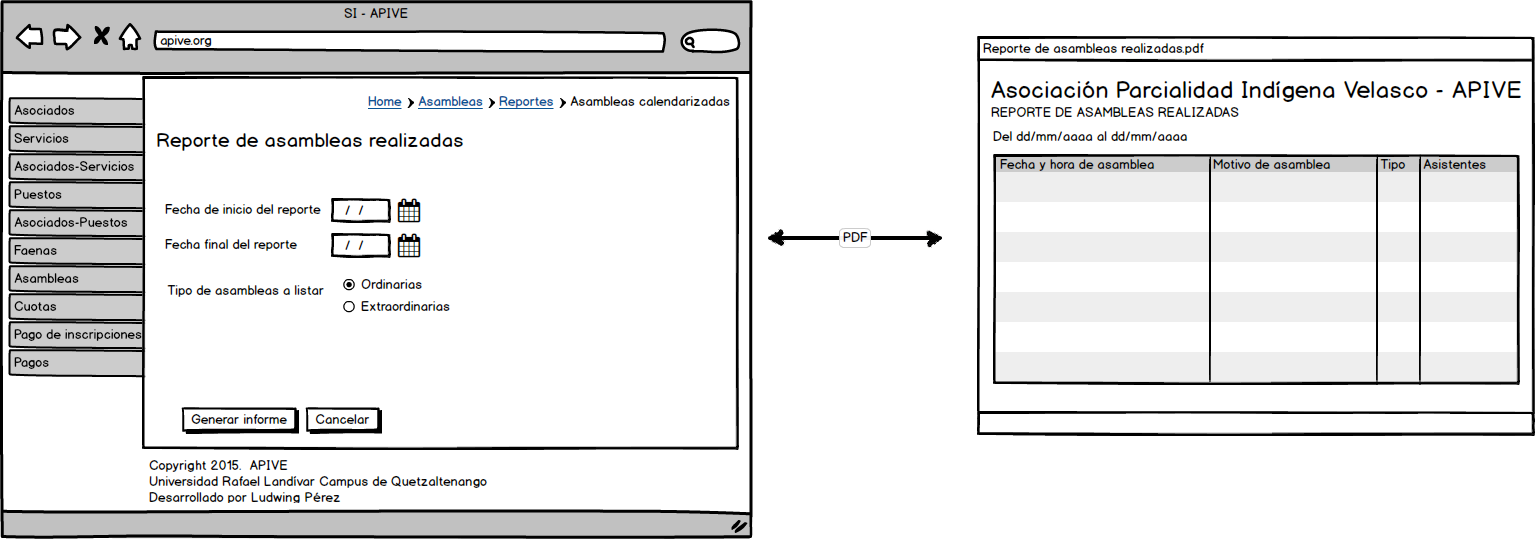 SI - APIVE
apive.org
Home Asambleas Reportes Asambleas calendarizadas
Asociados
Servicios
Asociados-Servicios
Puestos
Asociados-Puestos
Faenas
Asambleas
Cuotas
Pago de inscripciones
Pagos
Reporte de asambleas realizadas
Fecha de inicio del reporte / /
Fecha final del reporte / /
Tipo de asambleas a listar
Ordinarias
Extraordinarias
Generar informe Cancelar
Copyright 2015. APIVE
Universidad Rafael Landívar Campus de Quetzaltenango
Desarrollado por Ludwing Pérez
PDF
Reporte de asambleas realizadas.pdf
Asociación Parcialidad Indígena Velasco - APIVE
REPORTE DE ASAMBLEAS REALIZADAS
Del dd/mm/aaaa al dd/mm/aaaa
Fecha y hora de asamblea Motivo de asamblea Tipo Asistentes